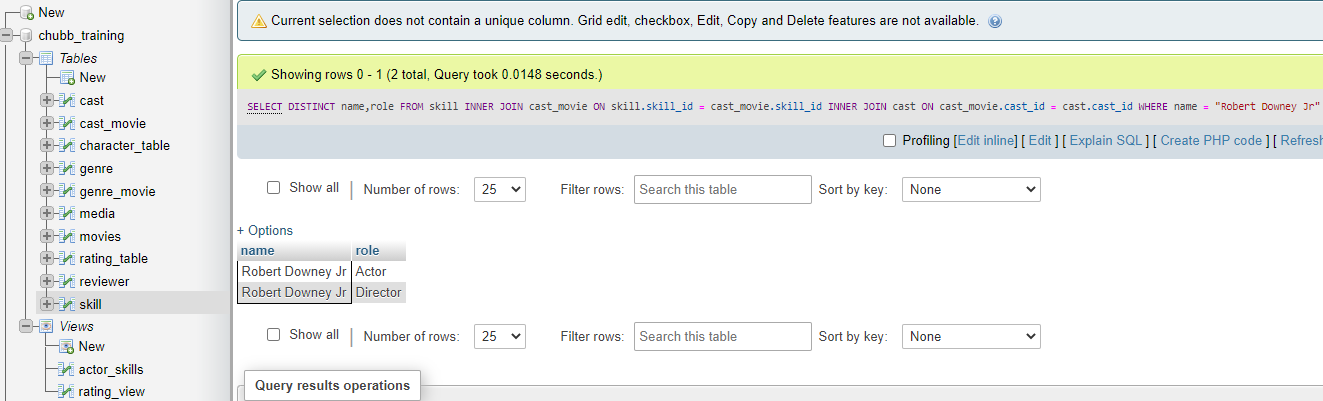 New
chubb_training
Tables
New
cast
cast_movie
character_table
genre
genre_movie
media
movies
rating_table
reviewer
skill
Views
New
actor_skills
rating_view
Current selection does not contain a unique column. Grid edit, checkbox, Edit, Copy and Delete features are not available.
Showing rows 0 - 1 (2 total, Query took 0.0148 seconds.)
SELECT DISTINCT name,role FROM skill INNER JOIN cast_movie ON skill.skill_id = cast_movie.skill_id INNER JOIN cast ON cast_movie.cast_id = cast.cast_id WHERE name = "Robert Downey Jr"
Profiling [Edit inline] [ Edit ] [ Explain SQL ] [ Create PHP code ] [ Refresh
Show all | Number of rows: 25 Filter rows: Search this table Sort by key: None
+ Options
name role
Robert Downey Jr Actor
Robert Downey Jr Director
Show all | Number of rows: 25 Filter rows: Search this table Sort by key: None
Query results operations